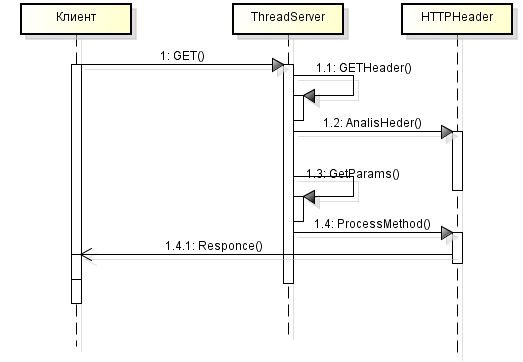 Клиент
ThreadServer
HTTPHeader
1: GET()
1.1: GETHeader()
1.2: AnalisHeder()
1.3: GetParams()
1.4: ProcessMethod()
1.4.1: Responce()